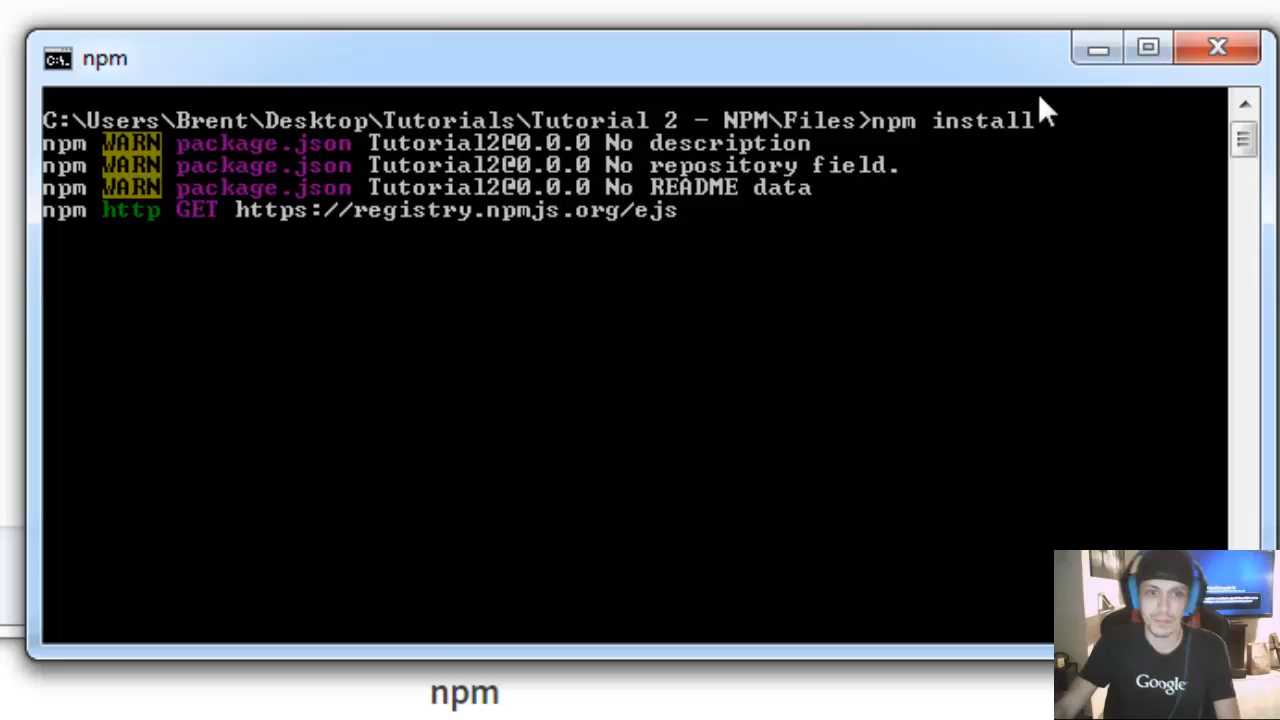 npm
C:\Users\Brent\Desktop\Tutorials\Tutorial 2 - NPM\Files>npm install
npm WARN package.json Tutorial2@0.0.0 No description
npm WARN package.json Tutorial2@0.0.0 No repository field.
npm WARN package.json Tutorial2@0.0.0 No README data
npm http GET https://registry.npmjs.org/ejs
Google
npm